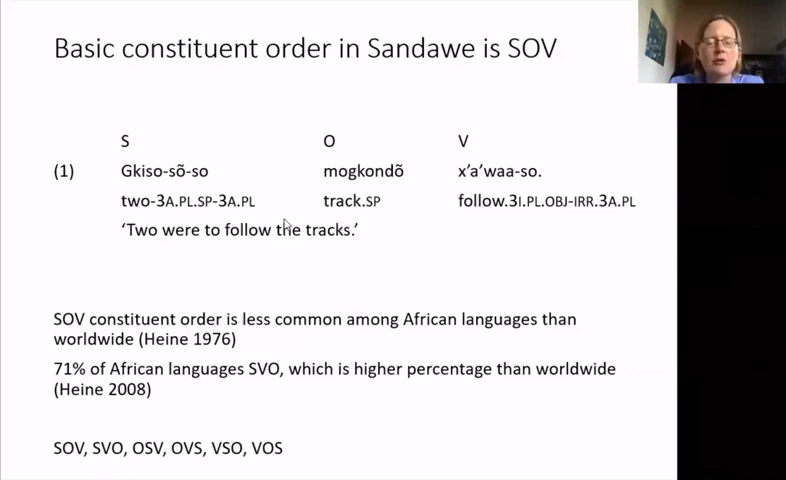 Basic constituent order in Sandawe is SOV
S O V
(1) Gkiso-sõ-so mogkondõ x’a’waa-so.
two-3A.PL.SP-3A.PL track.SP follow.3I.PL.OBJ-IRR.3A.PL
‘Two were to follow the tracks.’
SOV constituent order is less common among African languages than
worldwide (Heine 1976)
71% of African languages SVO, which is higher percentage than worldwide
(Heine 2008)
SOV, SVO, OSV, OVS, VSO, VOS